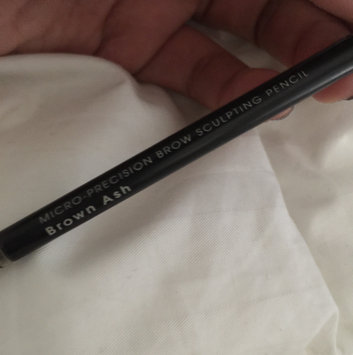 MICRO-PRECISION BROW SCULPTING PENCIL
Brown Ash